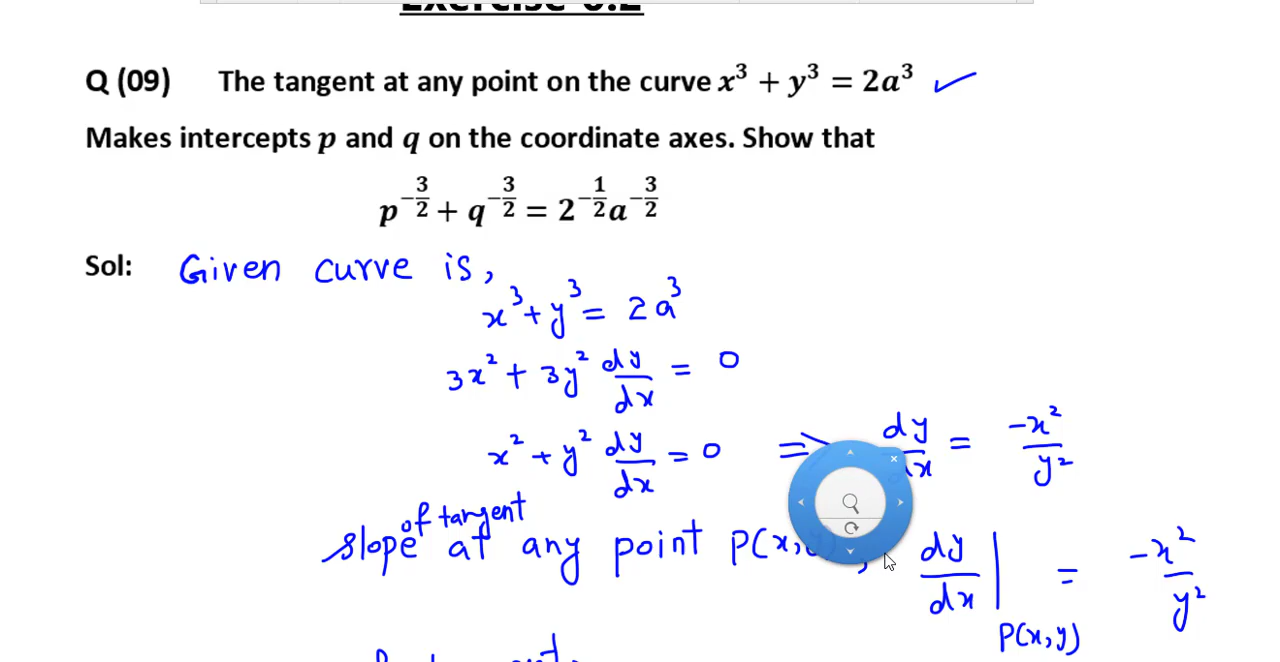 Exercise 6.2
Q (09) The tangent at any point on the curve x³ + y³ = 2a³ ✓
Makes intercepts p and q on the coordinate axes. Show that
p^(-3/2) + q^(-3/2) = 2^(-1/2) a^(-3/2)
Sol: Given curve is,
x³ + y³ = 2a³
3x² + 3y² dy/dx = 0
x² + y² dy/dx = 0 => dy/dx = -x²/y²
slope of tangent at any point P(x,y), dy/dx | P(x,y) = -x²/y²